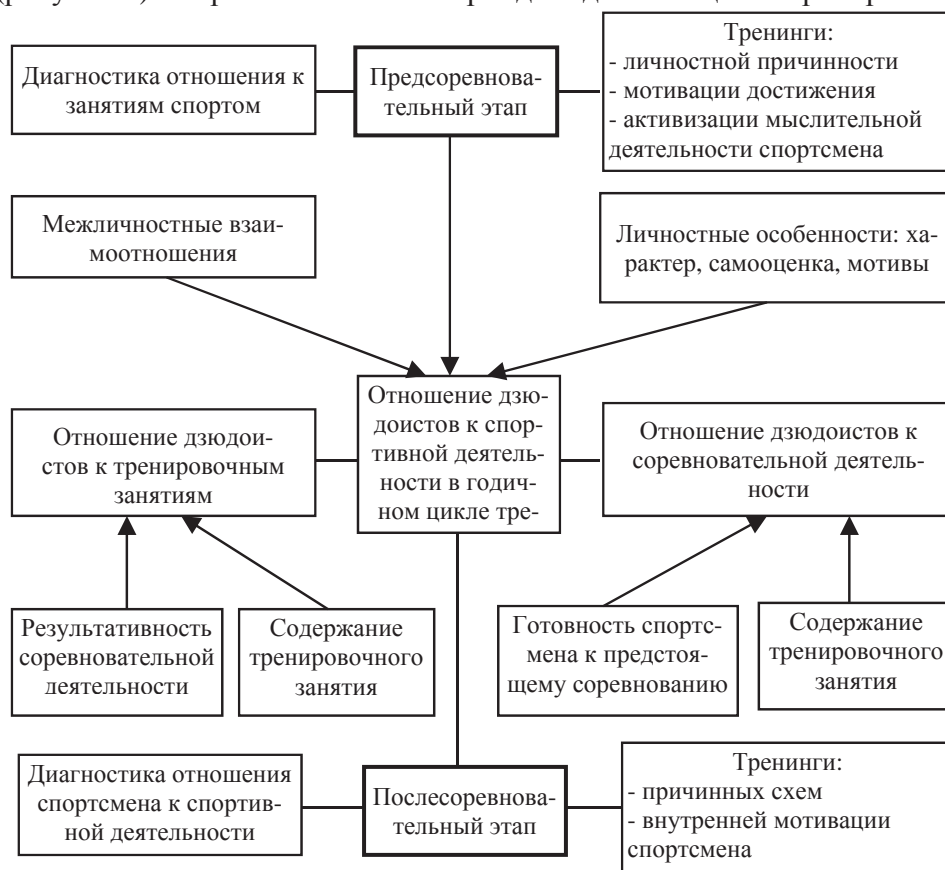 Диагностика отношения к
занятиям спортом
Предсоревнова-
тельный этап
Тренинги:
- личностной причинности
- мотивации достижения
- активизации мыслительной
деятельности спортсмена
Межличностные взаи-
моотношения
Личностные особенности: ха-
рактер, самооценка, мотивы
Отношение дзюдои-
стов к тренировочным
занятиям
Отношение дзю-
доистов к спор-
тивной деятель-
ности в годич-
ном цикле тре-
Отношение дзюдоистов к
соревновательной деятель-
ности
Результативность
соревновательной
деятельности
Содержание
тренировочного
занятия
Готовность спортс-
мена к предстоя-
щему соревнованию
Содержание
тренировочного
занятия
Диагностика отношения
спортсмена к спортив-
ной деятельности
Послесоревнова-
тельный этап
Тренинги:
- причинных схем
- внутренней мотивации
спортсмена